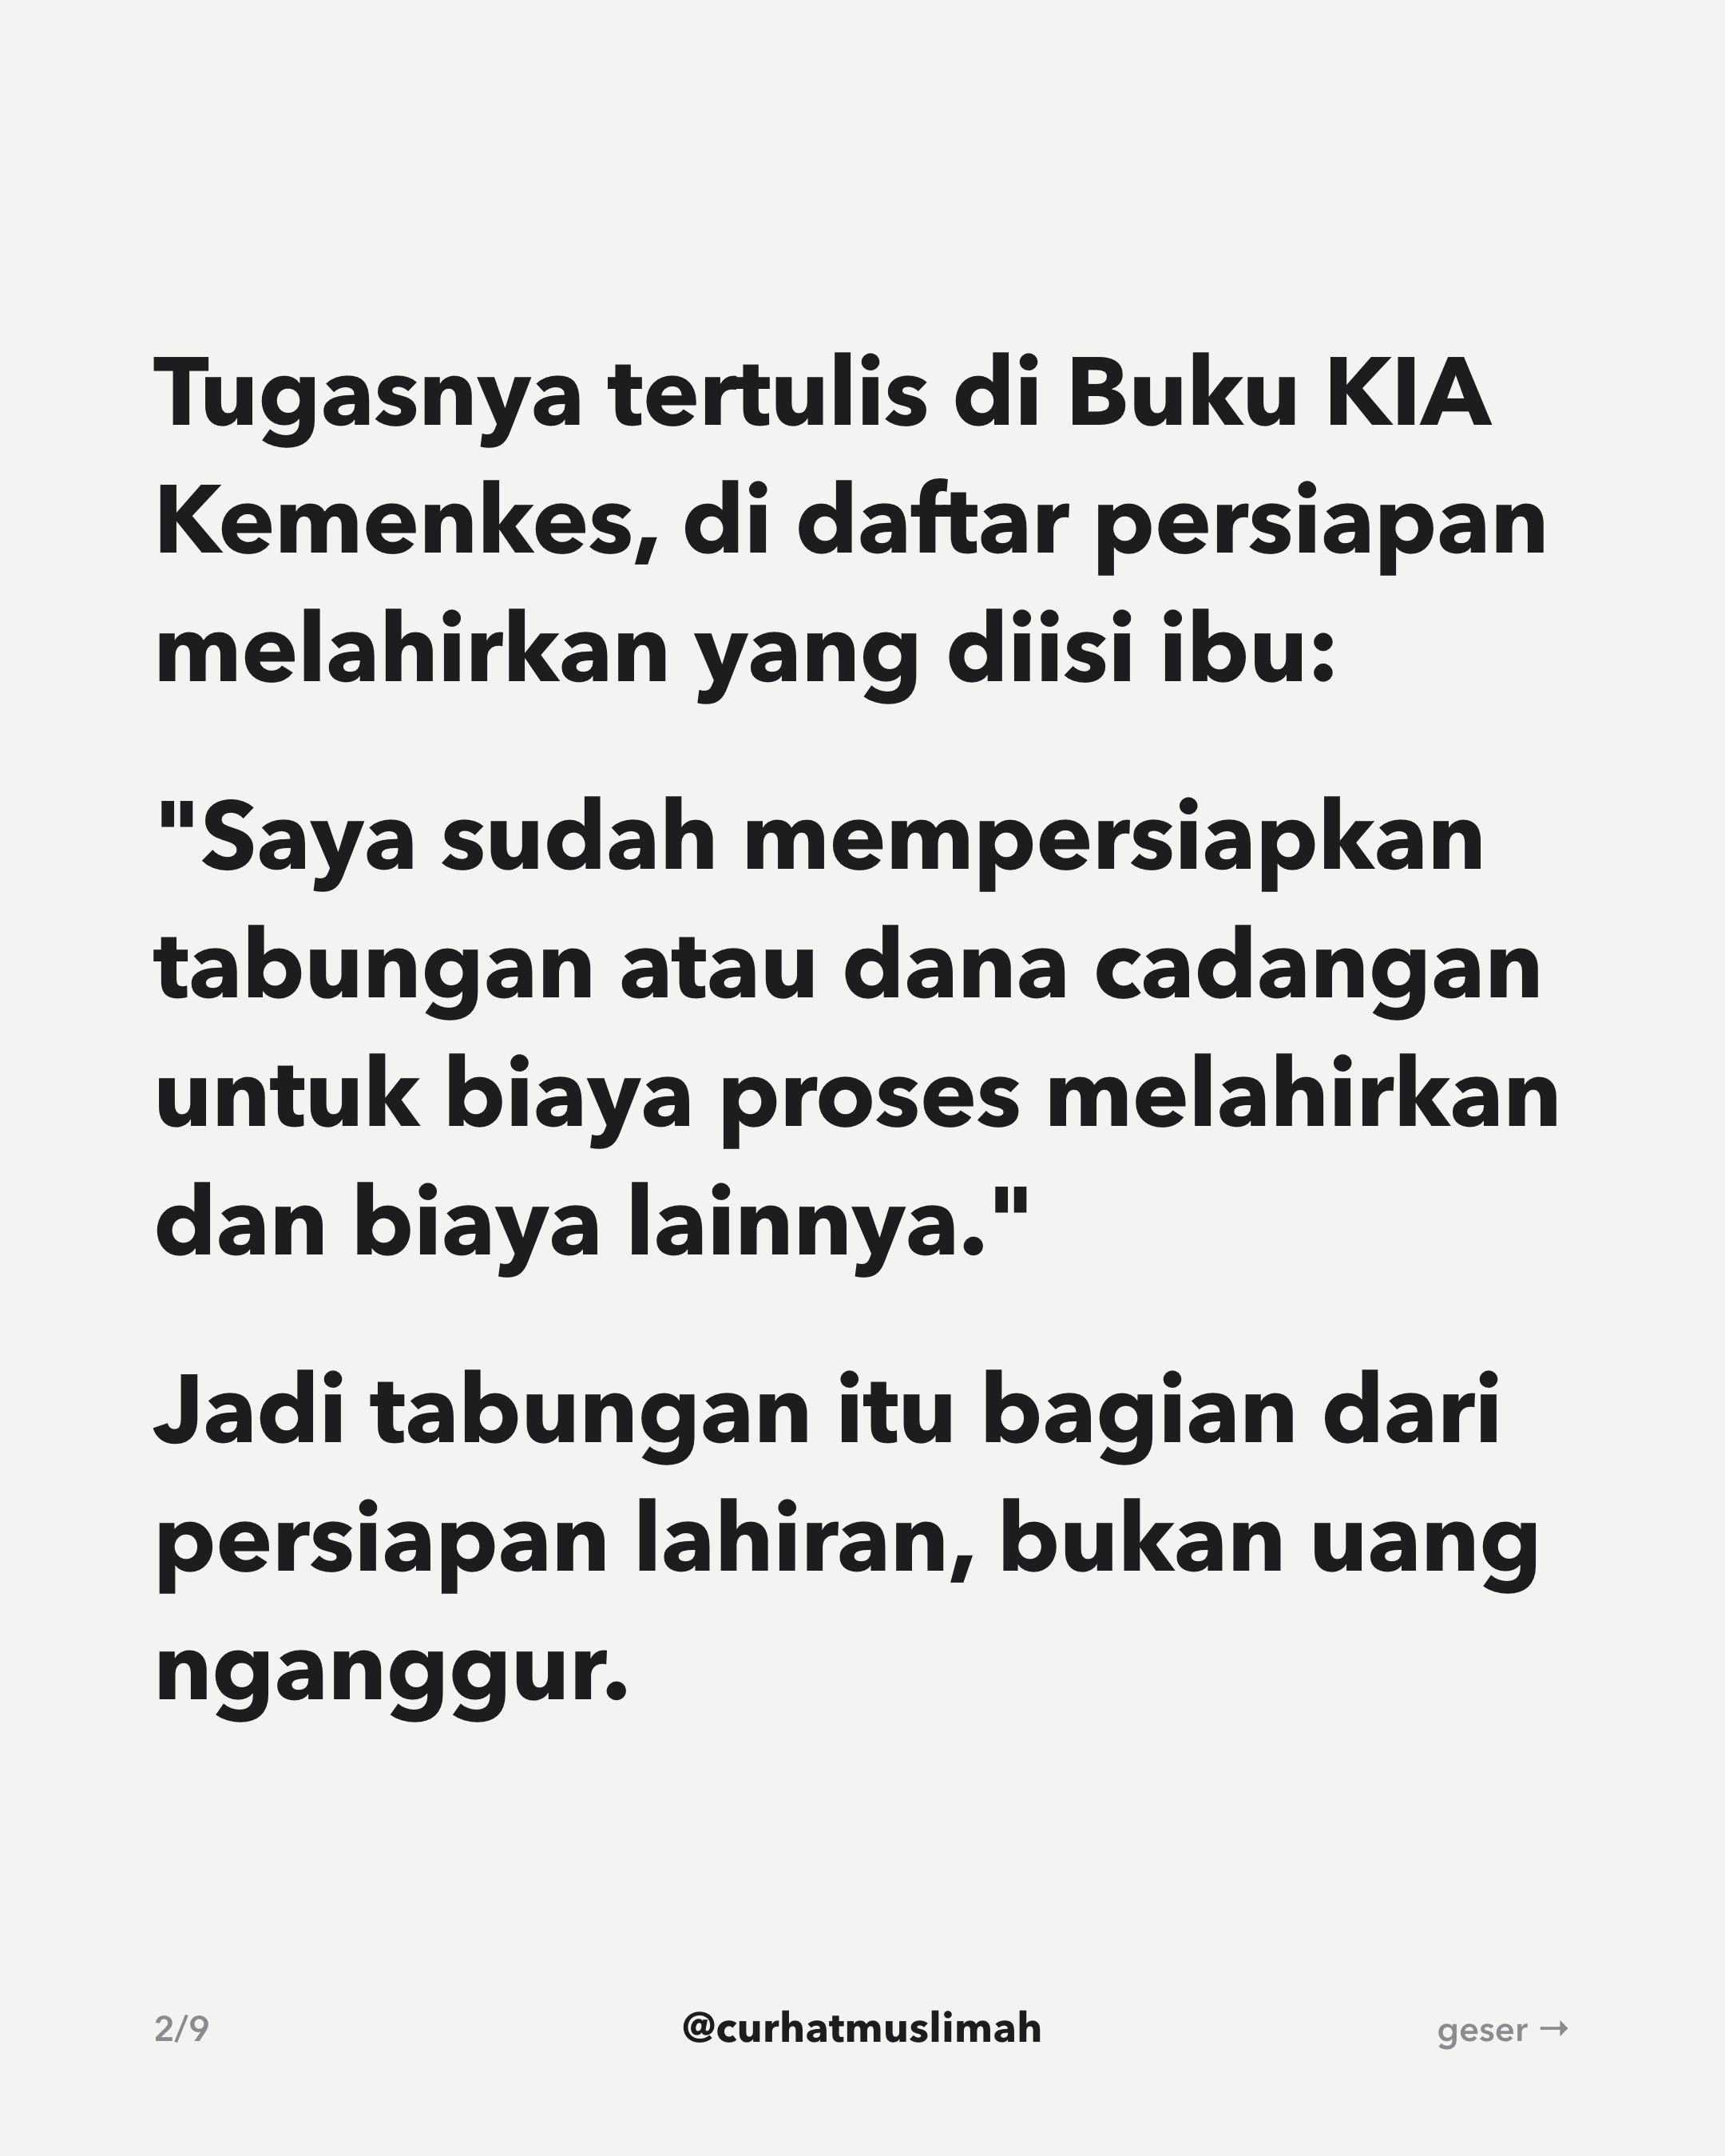 Tugasnya tertulis di Buku KIA
Kemenkes, di daftar persiapan
melahirkan yang diisi ibu:
"Saya sudah mempersiapkan
tabungan atau dana cadangan
untuk biaya proses melahirkan
dan biaya lainnya."
Jadi tabungan itu bagian dari
persiapan lahiran, bukan uang
nganggur.
2/9
@curhatmuslimah
geser →